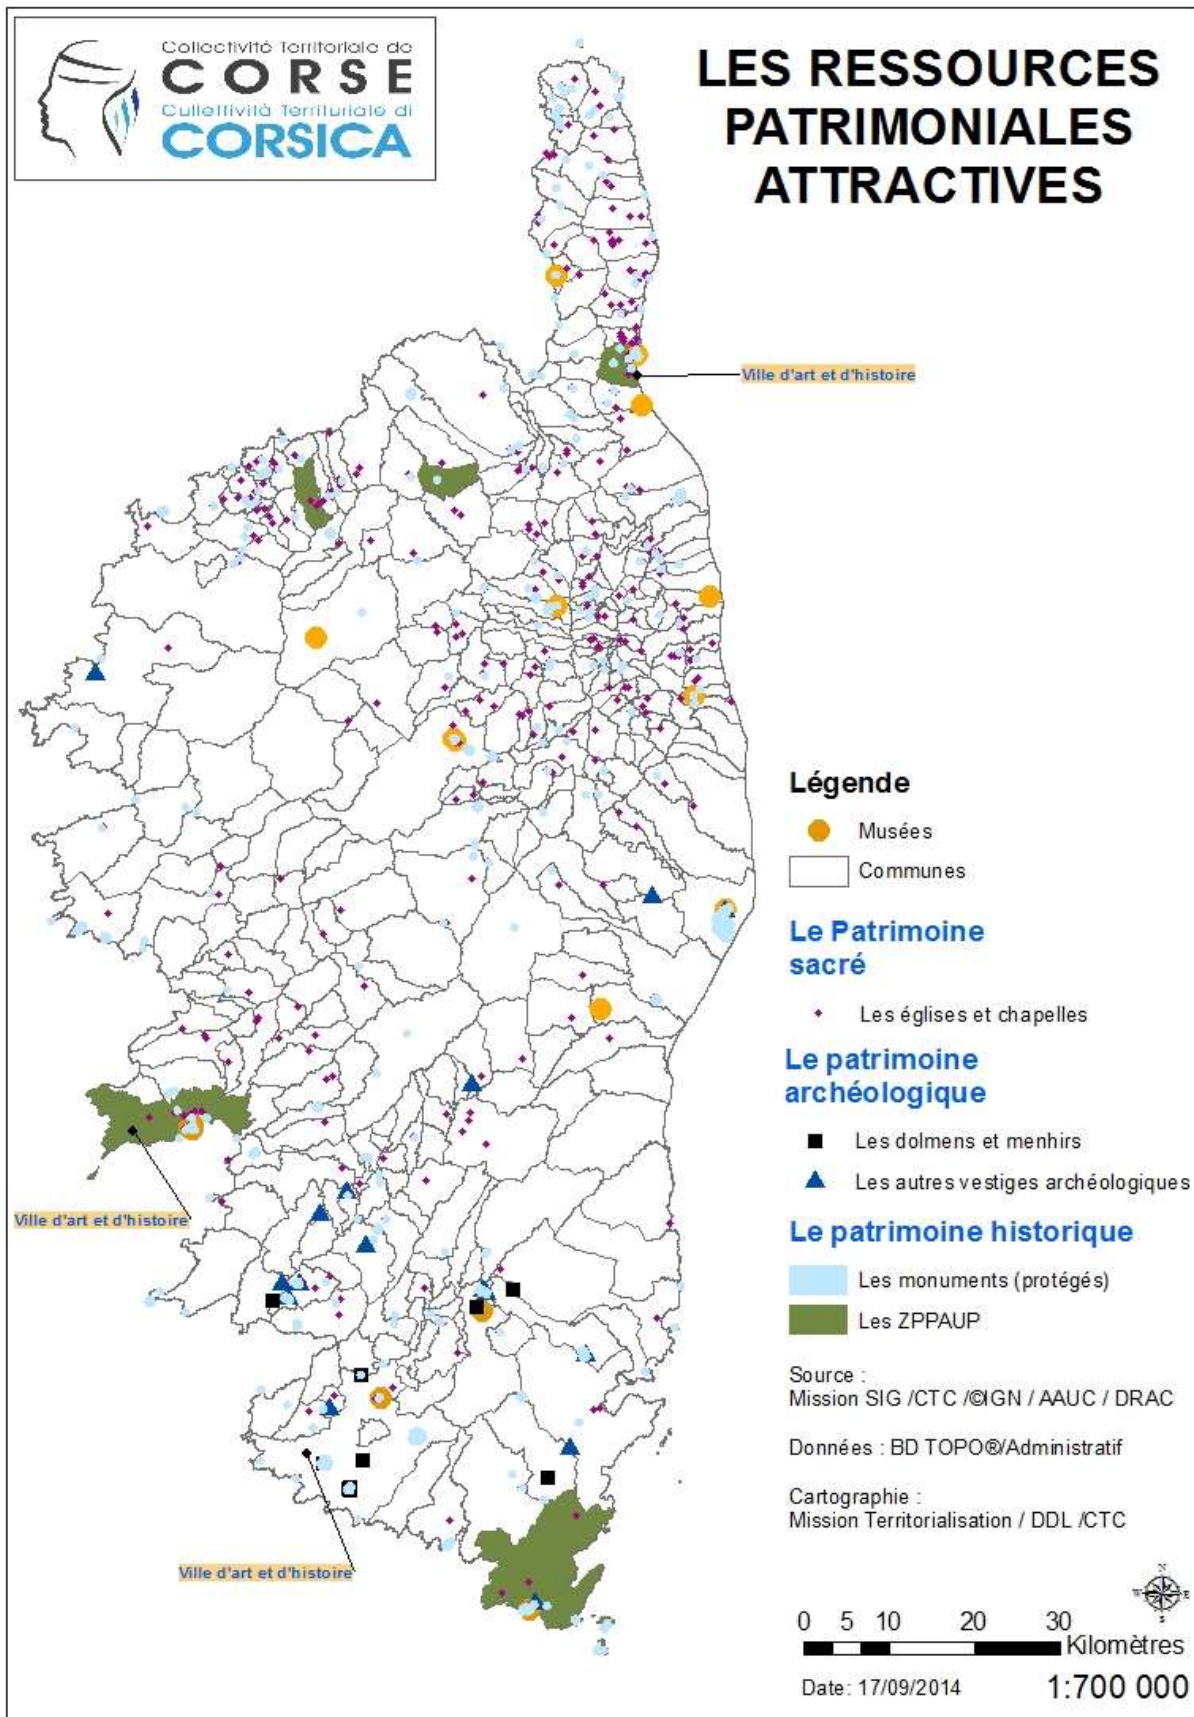 Collectivité Territoriale de
CORSE
Cullettività Territuriale di
CORSICA
LES RESSOURCES
PATRIMONIALES
ATTRACTIVES
Ville d'art et d'histoire
Ville d'art et d'histoire
Ville d'art et d'histoire
Légende
Musées
Communes
Le Patrimoine
sacré
Les églises et chapelles
Le patrimoine
archéologique
Les dolmens et menhirs
Les autres vestiges archéologiques
Le patrimoine historique
Les monuments (protégés)
Les ZPPAUP
Source :
Mission SIG /CTC /©IGN / AAUC / DRAC
Données : BD TOPO®/Administratif
Cartographie :
Mission Territorialisation / DDL /CTC
N
W E
S
0 5 10 20 30
Kilomètres
Date: 17/09/2014 1:700 000